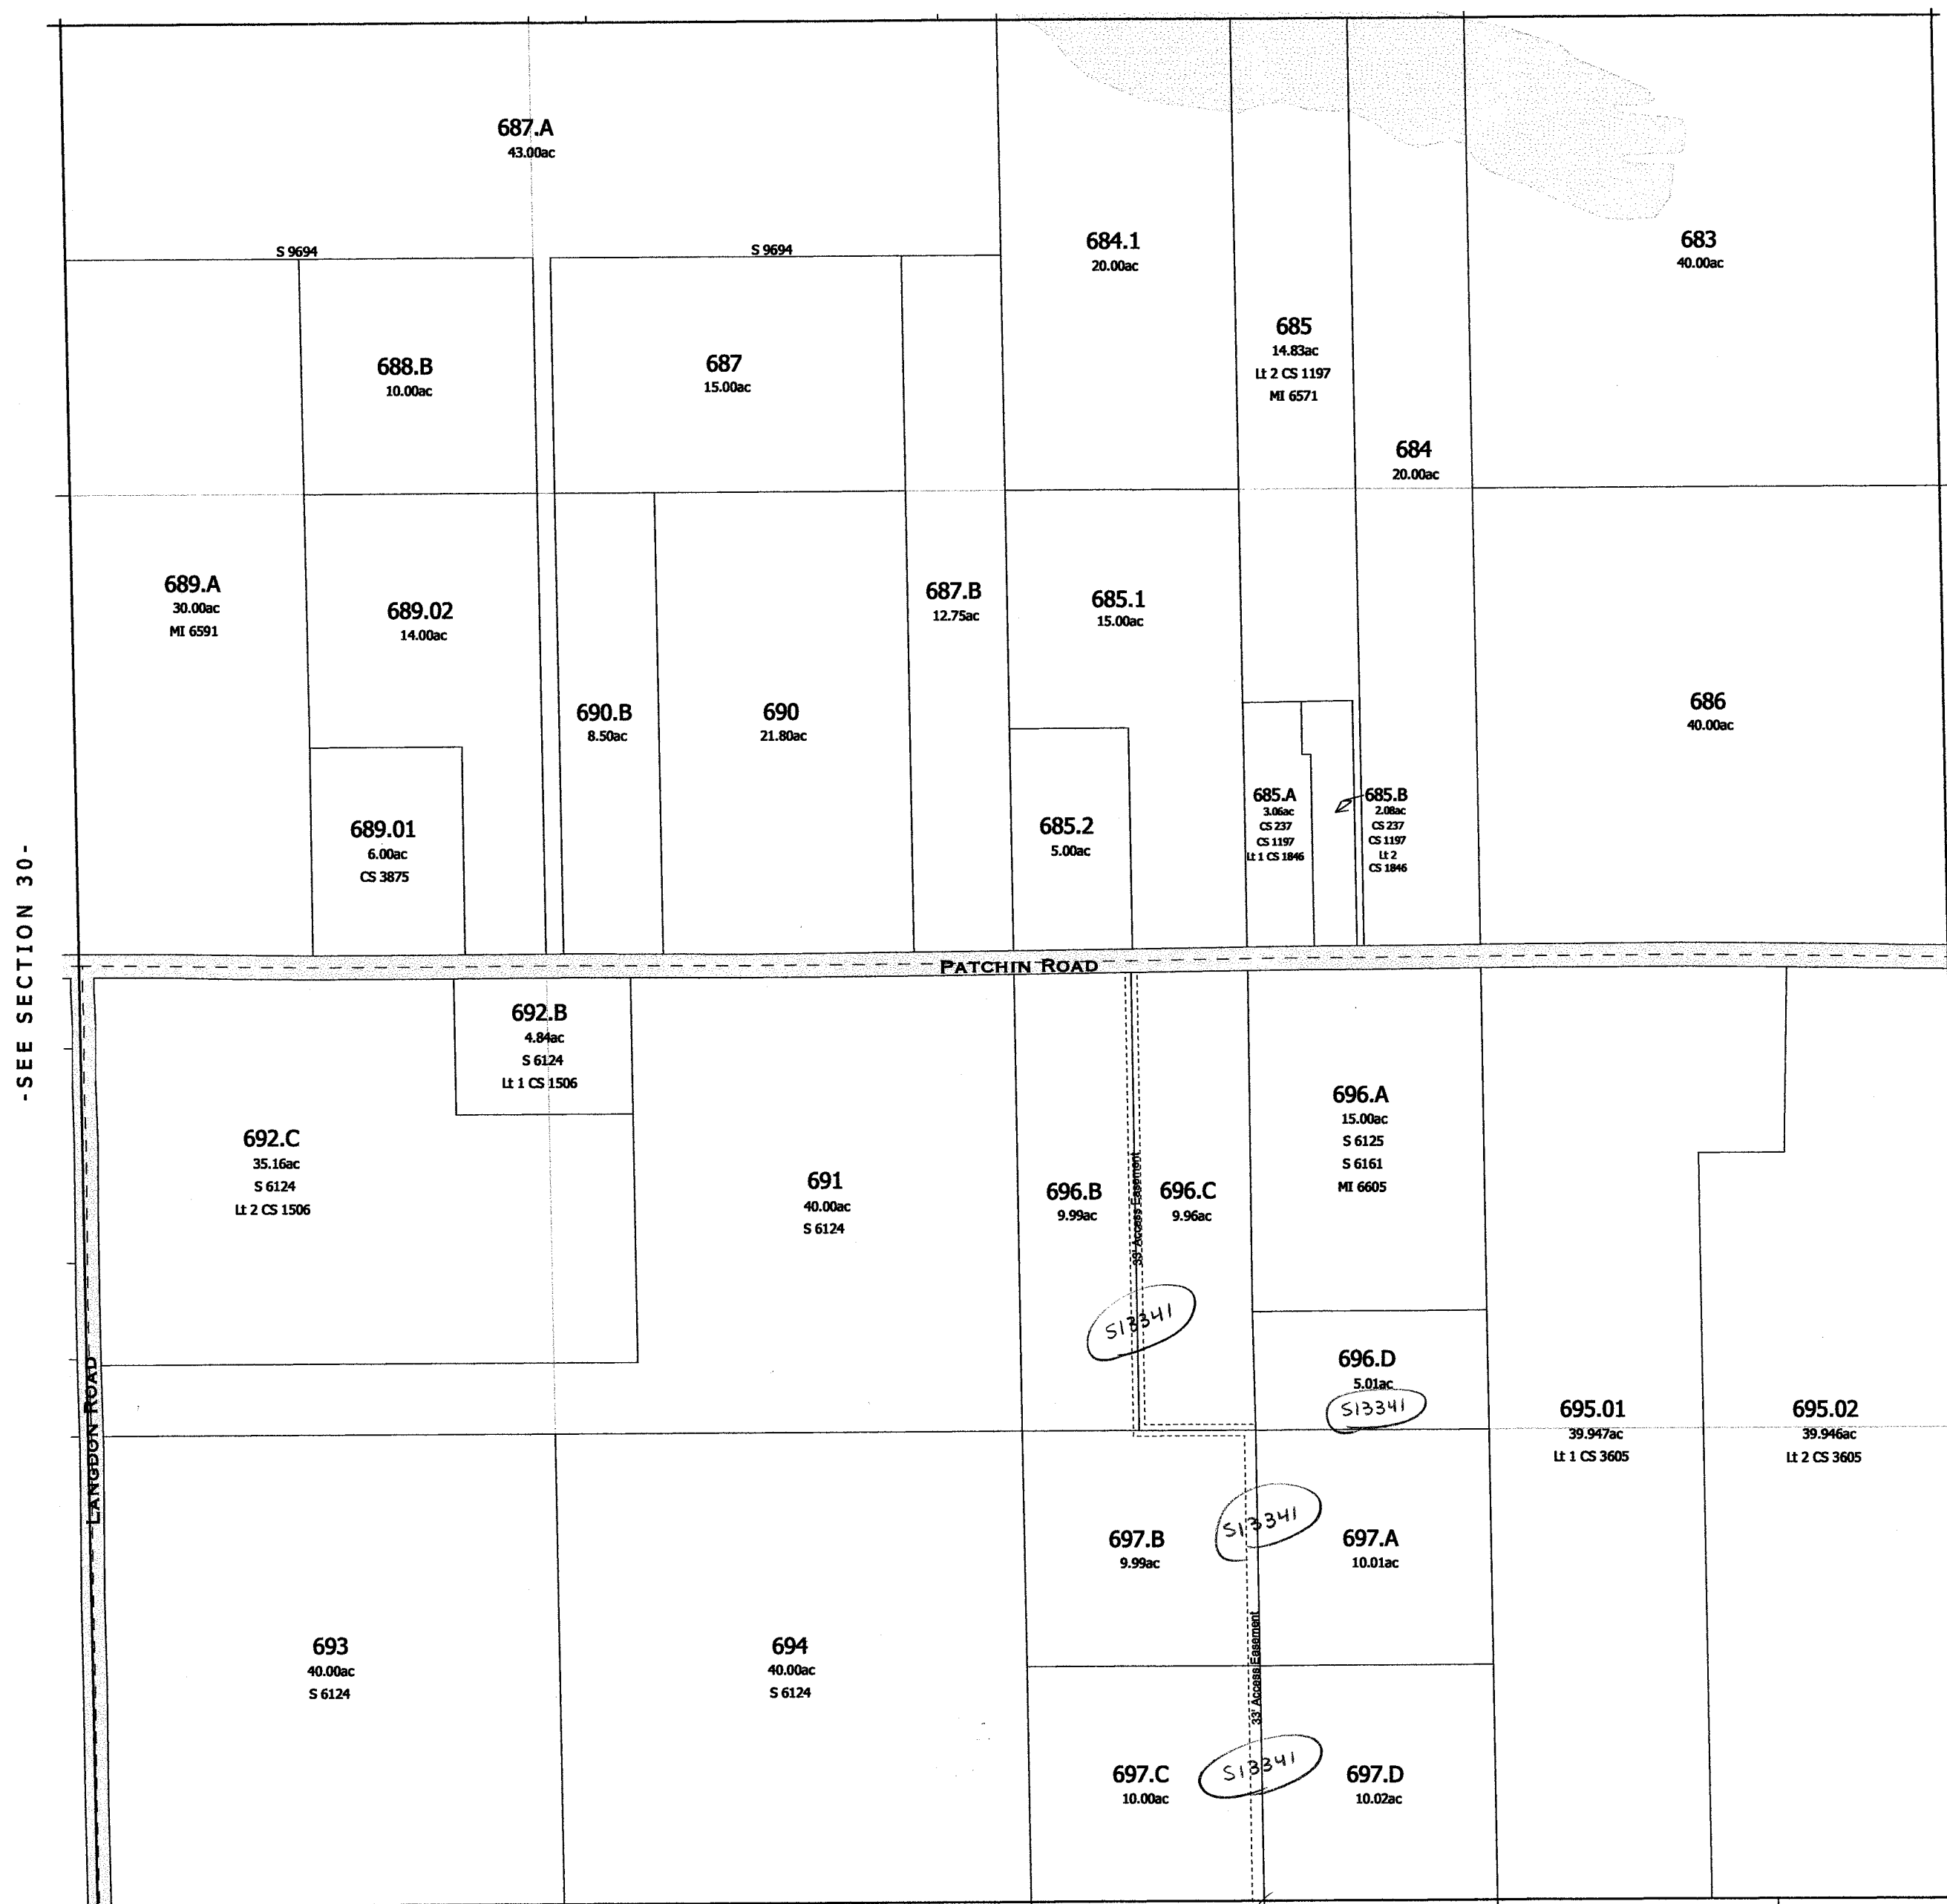 687.A
43.00ac
S 9694
S 9694
684.1
20.00ac
683
40.00ac
685
14.83ac
Lt 2 CS 1197
MI 6571
688.B
10.00ac
687
15.00ac
684
20.00ac
689.A
30.00ac
MI 6591
689.02
14.00ac
687.B
12.75ac
685.1
15.00ac
690.B
8.50ac
690
21.80ac
686
40.00ac
689.01
6.00ac
CS 3875
685.2
5.00ac
685.A
3.06ac
CS 237
CS 1197
Lt 1 CS 1846
685.B
2.08ac
CS 237
CS 1197
Lt 2
CS 1846
-SEE SECTION 30-
PATCHIN ROAD
692.B
4.84ac
S 6124
Lt 1 CS 1506
692.C
35.16ac
S 6124
Lt 2 CS 1506
691
40.00ac
S 6124
696.B
9.99ac
33' Access Easement
696.C
9.96ac
696.A
15.00ac
S 6125
S 6161
MI 6605
S13341
696.D
5.01ac
S13341
695.01
39.947ac
Lt 1 CS 3605
695.02
39.946ac
Lt 2 CS 3605
LANGDON ROAD
697.B
9.99ac
S13341
697.A
10.01ac
693
40.00ac
S 6124
694
40.00ac
S 6124
33' Access Easement
697.C
10.00ac
S13341
697.D
10.02ac